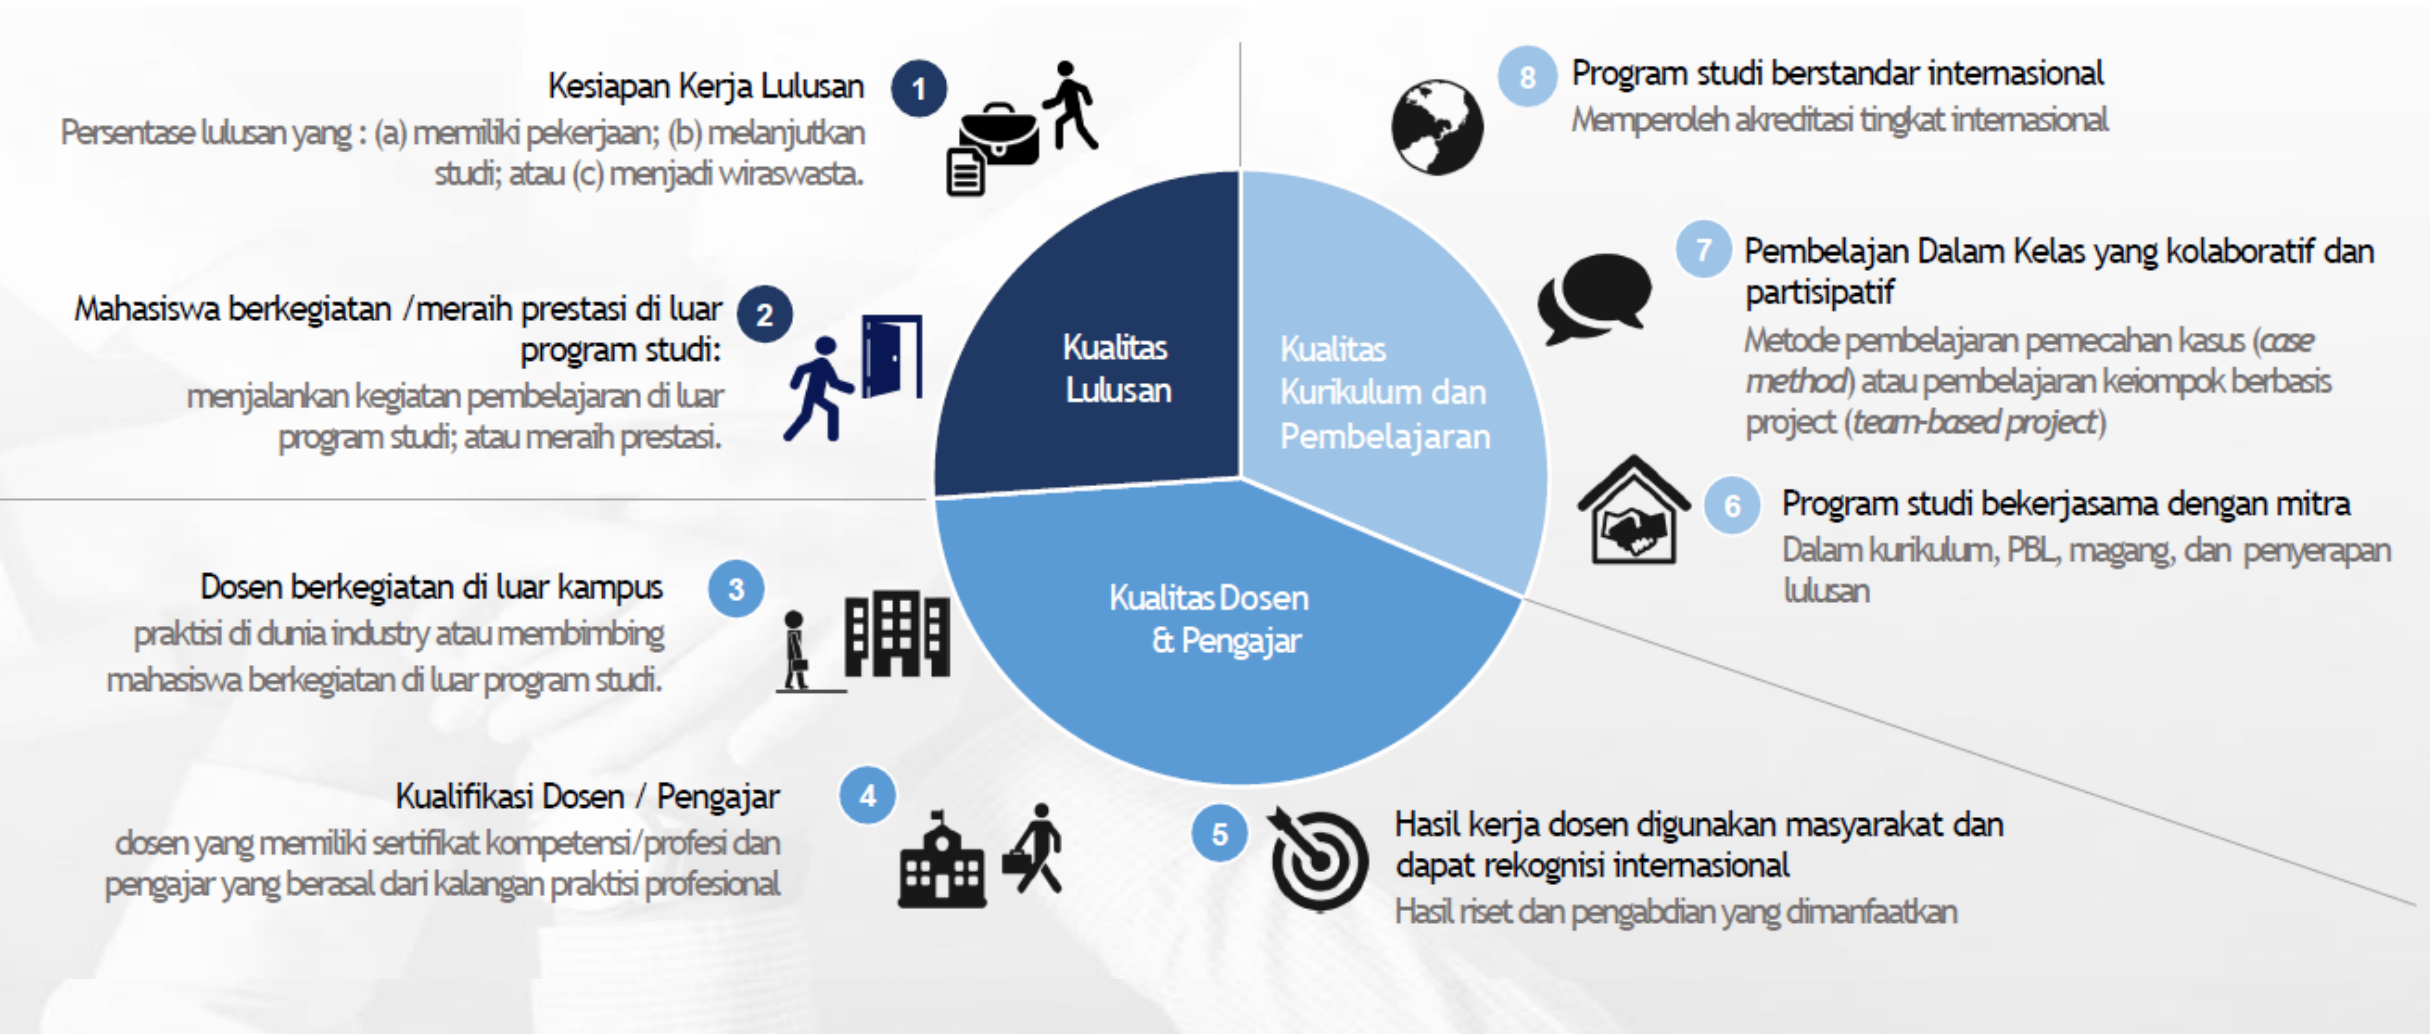 1
Kesiapan Kerja Lulusan
Persentase lulusan yang : (a) memiliki pekerjaan; (b) melanjutkan
studi; atau (c) menjadi wiraswasta.
2
Mahasiswa berkegiatan /meraih prestasi di luar
program studi:
menjalankan kegiatan pembelajaran di luar
program studi; atau meraih prestasi.
3
Dosen berkegiatan di luar kampus
praktisi di dunia industry atau membimbing
mahasiswa berkegiatan di luar program studi.
4
Kualifikasi Dosen / Pengajar
dosen yang memiliki sertifikat kompetensi/profesi dan
pengajar yang berasal dari kalangan praktisi profesional
5
Hasil kerja dosen digunakan masyarakat dan
dapat rekognisi internasional
Hasil riset dan pengabdian yang dimanfaatkan
6
Program studi bekerjasama dengan mitra
Dalam kurikulum, PBL, magang, dan penyerapan
lulusan
7
Pembelajan Dalam Kelas yang kolaboratif dan
partisipatif
Metode pembelajaran pemecahan kasus (case
method) atau pembelajaran keiompok berbasis
project (team-based project)
8
Program studi berstandar internasional
Memperoleh akreditasi tingkat internasional
Kualitas
Lulusan
Kualitas
Kurikulum dan
Pembelajaran
Kualitas Dosen
& Pengajar